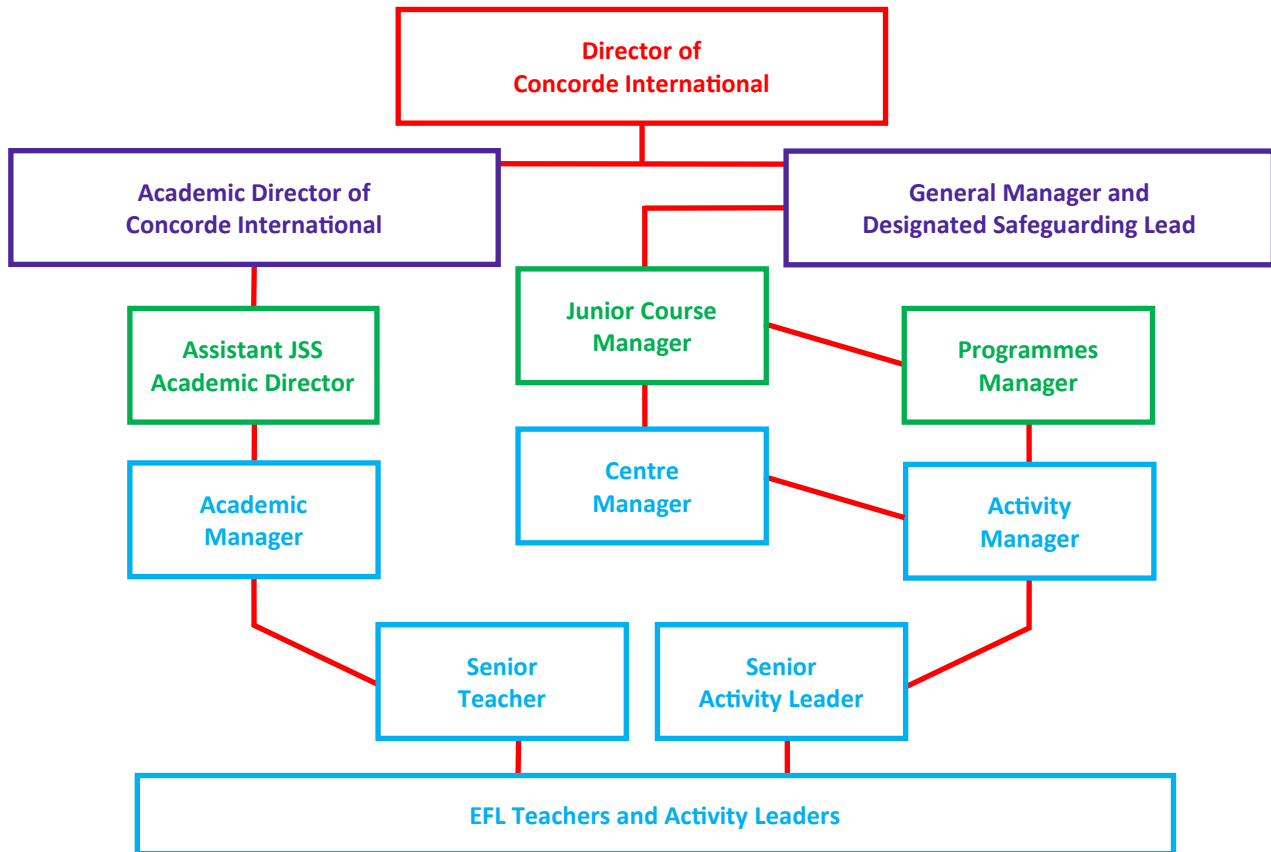 Director of
Concorde International
Academic Director of
Concorde International
General Manager and
Designated Safeguarding Lead
Junior Course
Manager
Assistant JSS
Academic Director
Programmes
Manager
Academic
Manager
Centre
Manager
Activity
Manager
Senior
Teacher
Senior
Activity Leader
EFL Teachers and Activity Leaders